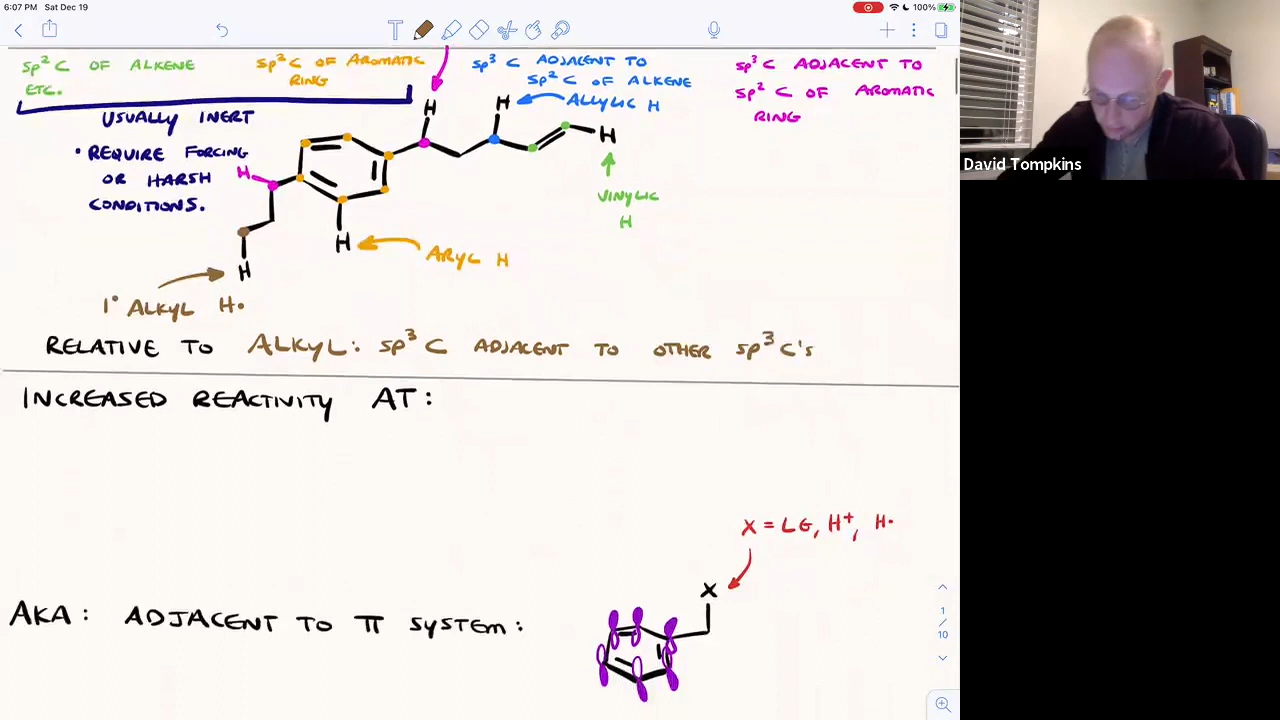 6:07 PM Sat Dec 19
100%
sp² C OF ALKENE
ETC.
sp² C OF AROMATIC
RING
sp³ C ADJACENT TO
sp² C OF ALKENE
sp³ C ADJACENT TO
sp² C OF AROMATIC
RING
USUALLY INERT
• REQUIRE FORCING
OR HARSH
CONDITIONS.
H
H
ALLYLIC H
H
VINYLIC
H
H
H
ARYL H
H
1° ALKYL H.
RELATIVE TO ALKYL: sp³ C ADJACENT TO OTHER sp³ C's
INCREASED REACTIVITY AT:
X = LG, H⁺, H•
X
AKA: ADJACENT TO π SYSTEM:
1
/
10
David Tompkins